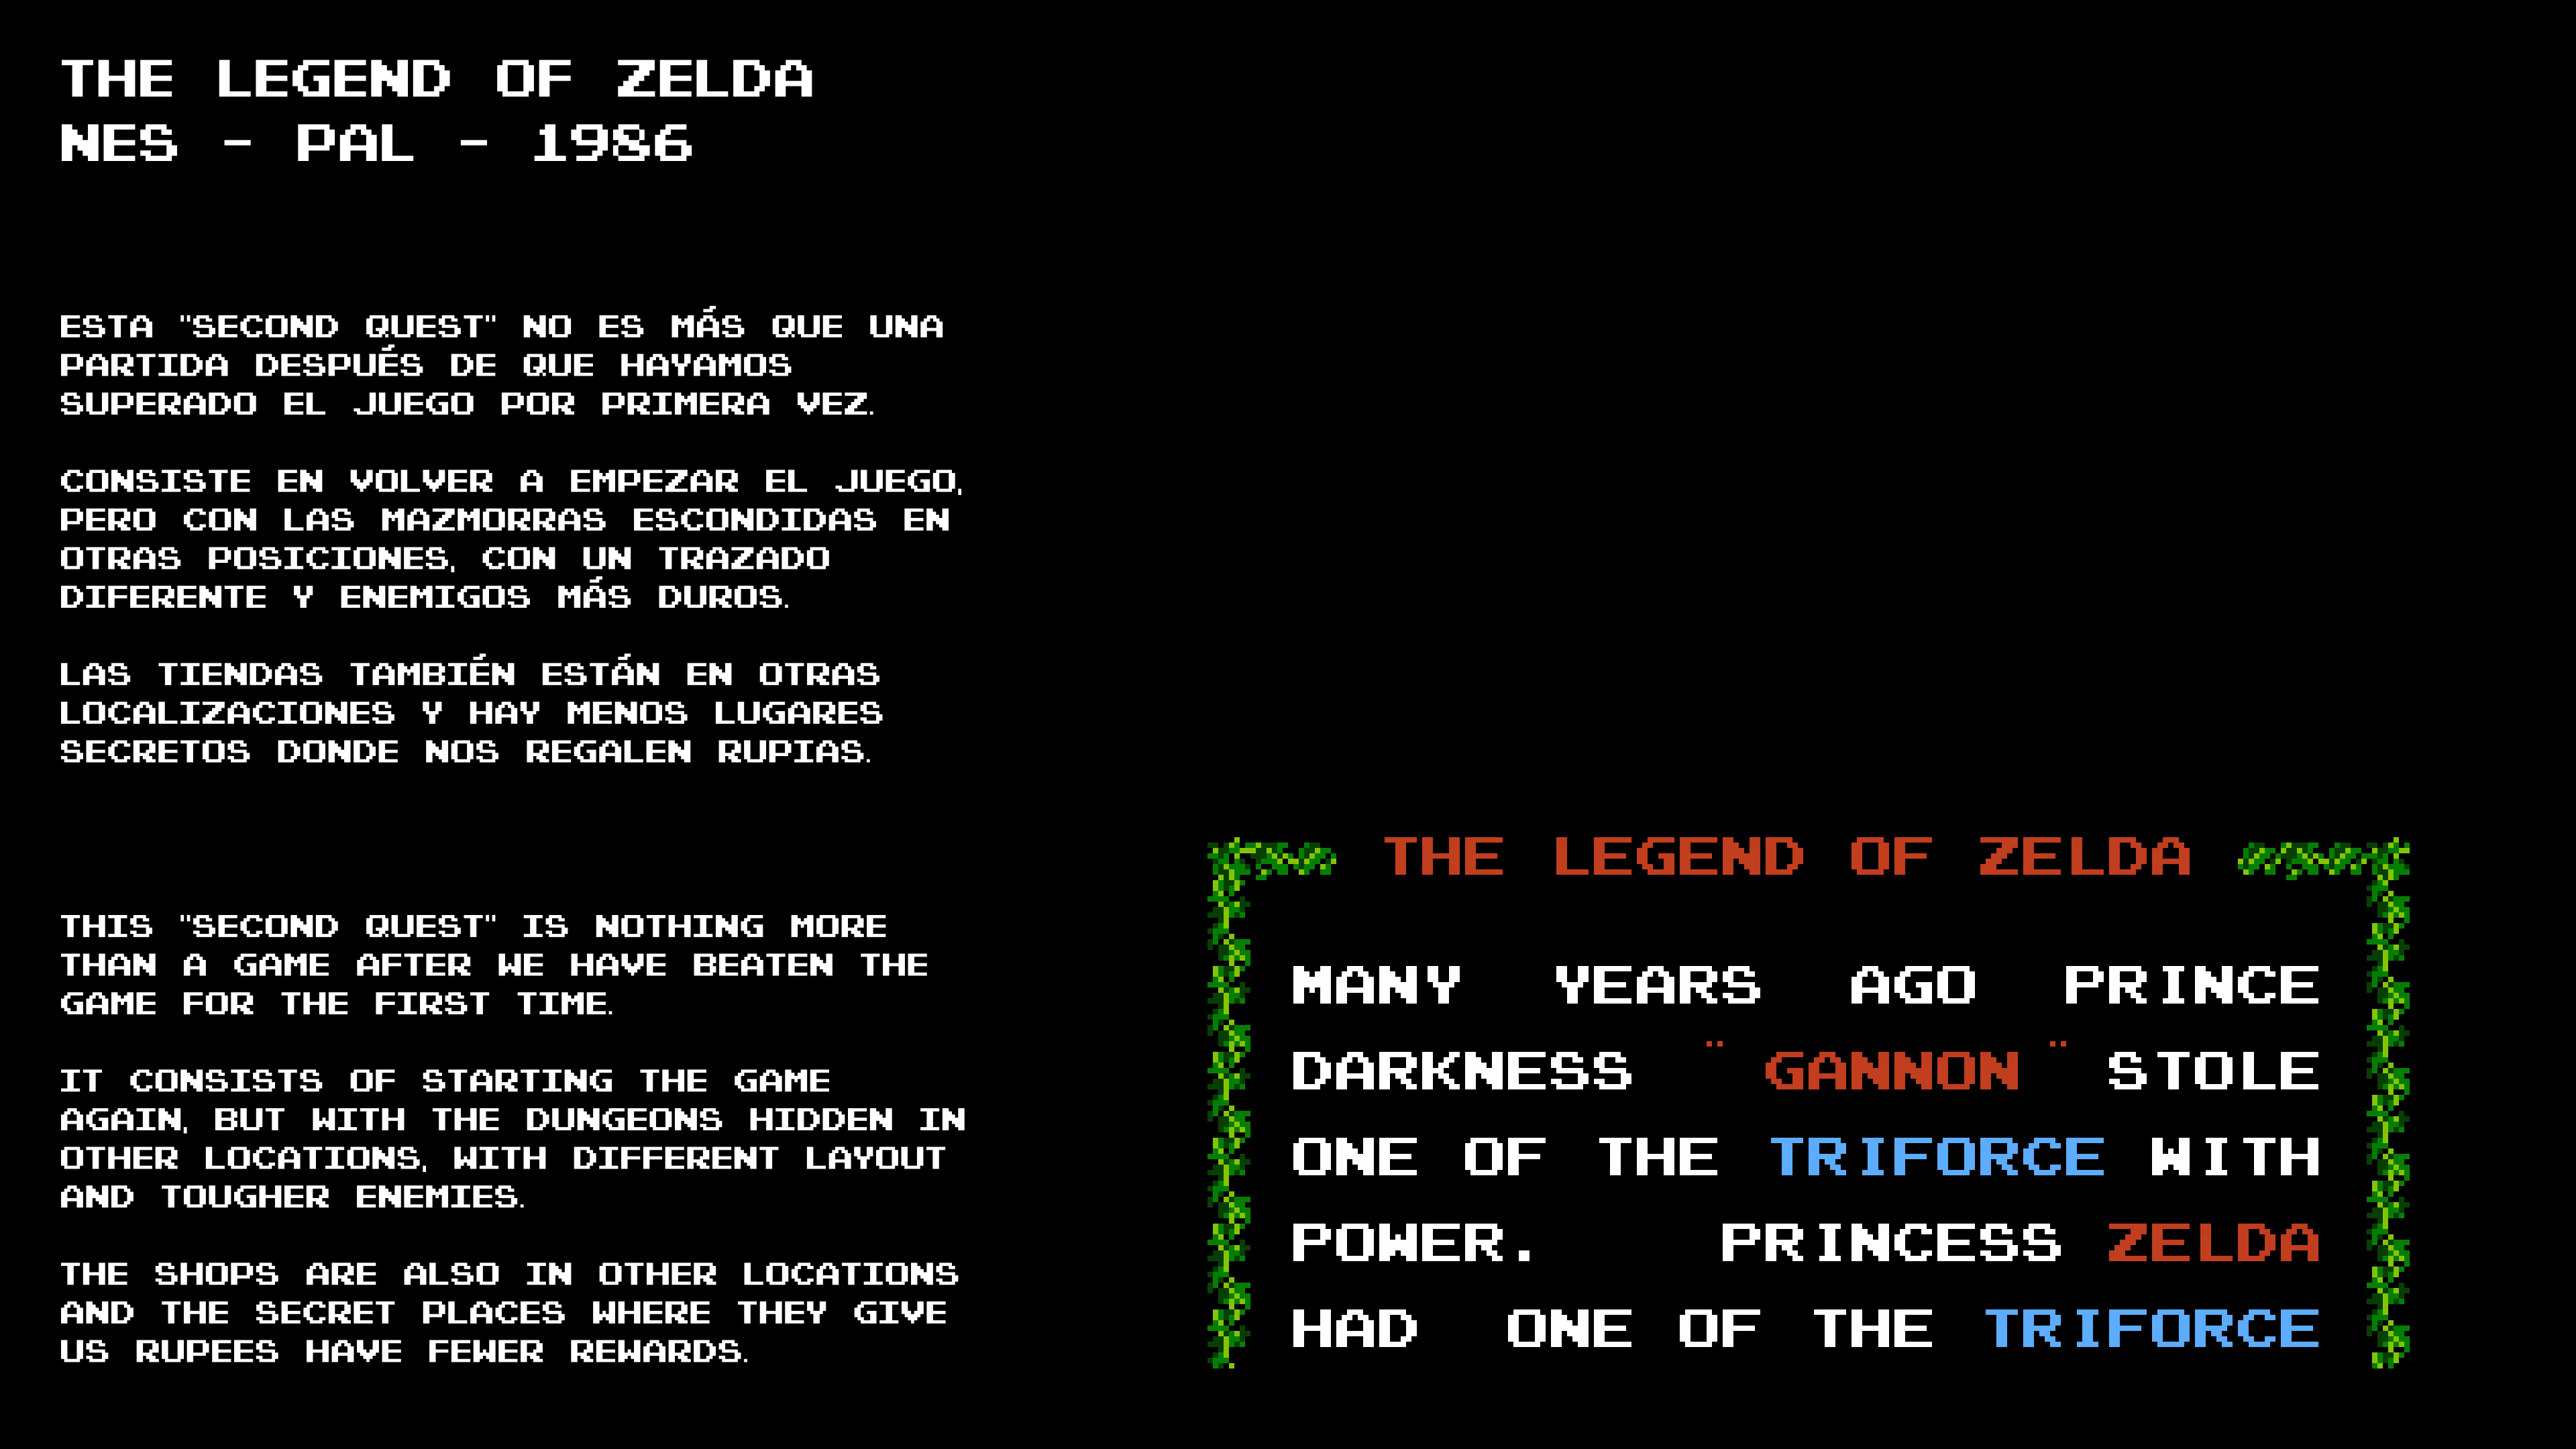 THE LEGEND OF ZELDA
NES - PAL - 1986
ESTA "SECOND QUEST" NO ES MÁS QUE UNA
PARTIDA DESPUÉS DE QUE HAYAMOS
SUPERADO EL JUEGO POR PRIMERA VEZ.
CONSISTE EN VOLVER A EMPEZAR EL JUEGO,
PERO CON LAS MAZMORRAS ESCONDIDAS EN
OTRAS POSICIONES, CON UN TRAZADO
DIFERENTE Y ENEMIGOS MÁS DUROS.
LAS TIENDAS TAMBIÉN ESTÁN EN OTRAS
LOCALIZACIONES Y HAY MENOS LUGARES
SECRETOS DONDE NOS REGALEN RUPIAS.
THIS "SECOND QUEST" IS NOTHING MORE
THAN A GAME AFTER WE HAVE BEATEN THE
GAME FOR THE FIRST TIME.
IT CONSISTS OF STARTING THE GAME
AGAIN, BUT WITH THE DUNGEONS HIDDEN IN
OTHER LOCATIONS, WITH DIFFERENT LAYOUT
AND TOUGHER ENEMIES.
THE SHOPS ARE ALSO IN OTHER LOCATIONS
AND THE SECRET PLACES WHERE THEY GIVE
US RUPEES HAVE FEWER REWARDS.
THE LEGEND OF ZELDA
MANY YEARS AGO PRINCE
DARKNESS ¨ GANNON ¨ STOLE
ONE OF THE TRIFORCE WITH
POWER. PRINCESS ZELDA
HAD ONE OF THE TRIFORCE